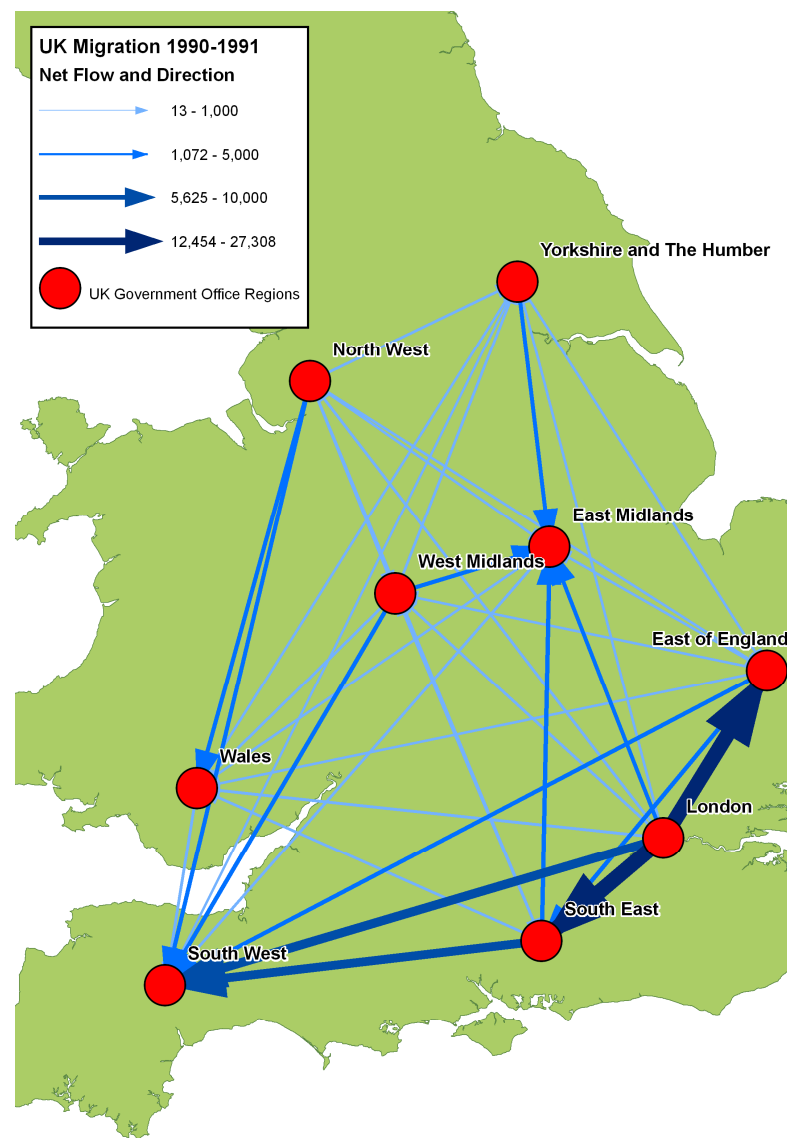 UK Migration 1990-1991
Net Flow and Direction
13 - 1,000
1,072 - 5,000
5,625 - 10,000
12,454 - 27,308
UK Government Office Regions
Yorkshire and The Humber
North West
East Midlands
West Midlands
East of England
Wales
London
South East
South West